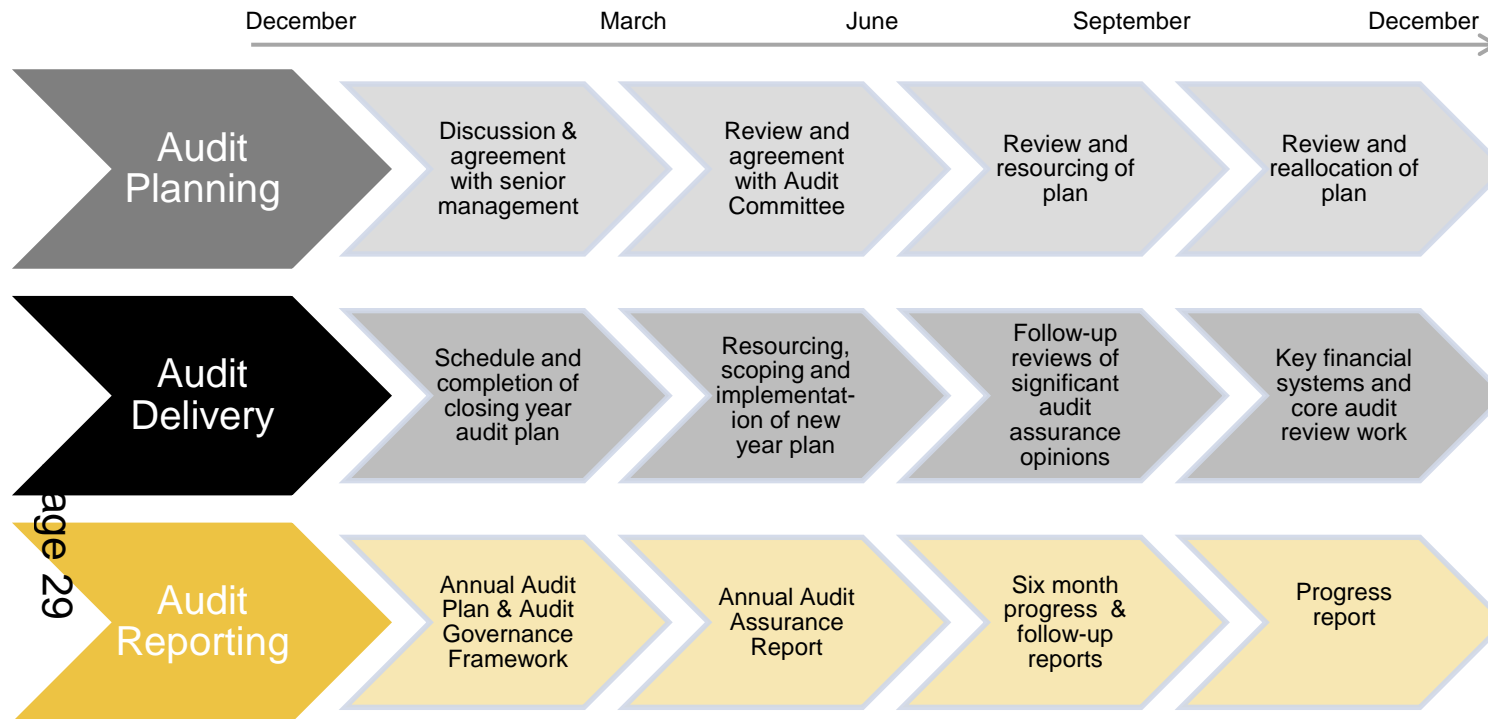 December March June September December
Audit
Planning
Discussion &
agreement
with senior
management
Review and
agreement
with Audit
Committee
Review and
resourcing of
plan
Review and
reallocation of
plan
Audit
Delivery
Schedule and
completion of
closing year
audit plan
Resourcing,
scoping and
implementat-
ion of new
year plan
Follow-up
reviews of
significant
audit
assurance
opinions
Key financial
systems and
core audit
review work
age 29
Audit
Reporting
Annual Audit
Plan & Audit
Governance
Framework
Annual Audit
Assurance
Report
Six month
progress &
follow-up
reports
Progress
report